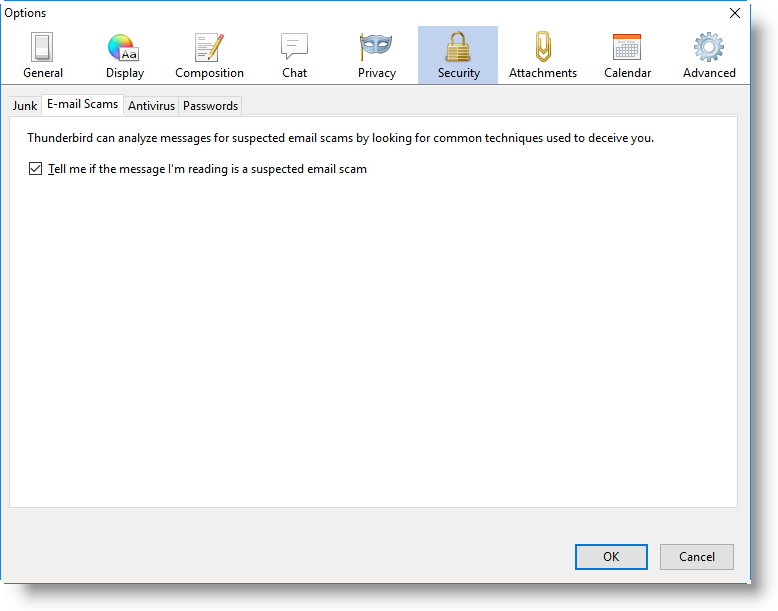 Options
General Display Composition Chat Privacy Security Attachments Calendar Advanced
Junk E-mail Scams Antivirus Passwords
Thunderbird can analyze messages for suspected email scams by looking for common techniques used to deceive you.
Tell me if the message I'm reading is a suspected email scam
OK Cancel